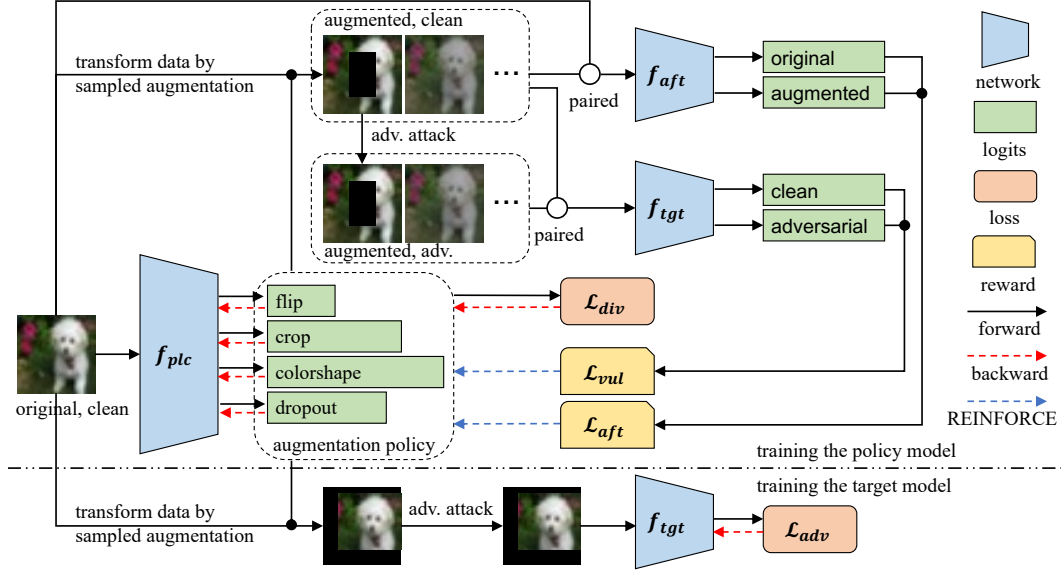 augmented, clean
transform data by
sampled augmentation
...
paired
f_aft
original
augmented
network
adv. attack
logits
...
paired
f_tgt
clean
adversarial
augmented, adv.
loss
reward
f_plc
flip
crop
colorshape
dropout
augmentation policy
ℒ_div
ℒ_vul
ℒ_aft
forward
backward
REINFORCE
original, clean
training the policy model
training the target model
transform data by
sampled augmentation
adv. attack
f_tgt
ℒ_adv